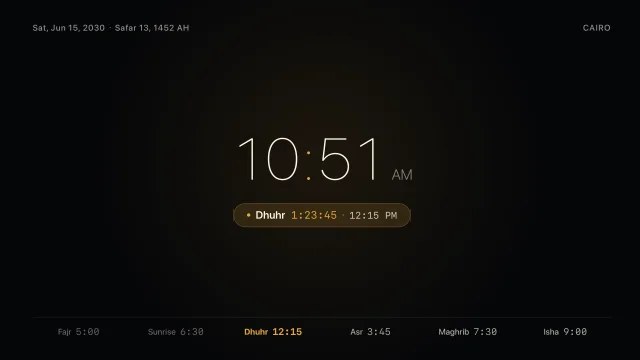 Sat, Jun 15, 2030 · Safar 13, 1452 AH
CAIRO
10:51 AM
Dhuhr 1:23:45 · 12:15 PM
Fajr 5:00 Sunrise 6:30 Dhuhr 12:15 Asr 3:45 Maghrib 7:30 Isha 9:00